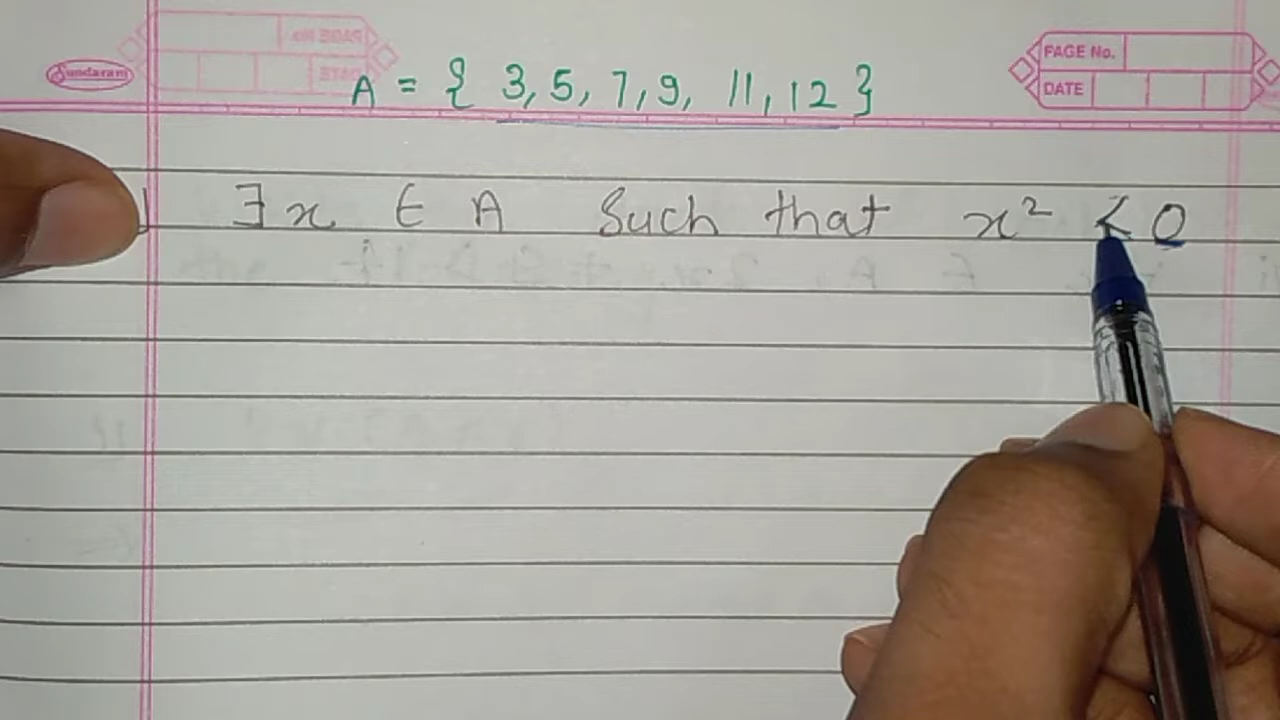 Sundaram
PAGE No.
DATE
A = { 3, 5, 7, 9, 11, 12 }
∃ x ∈ A Such that x² < 0